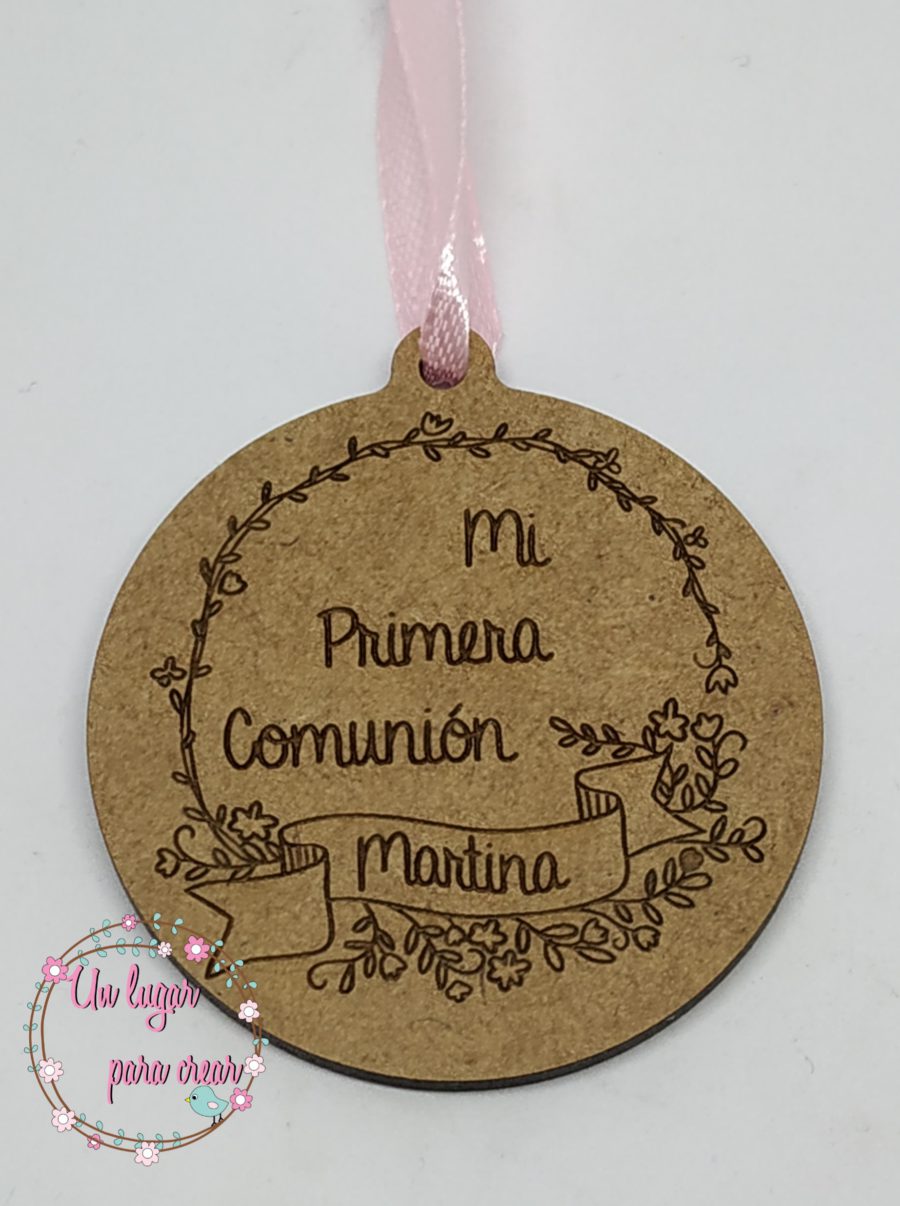 Mi
Primera
Comunión
Martina
Un lugar
para crear